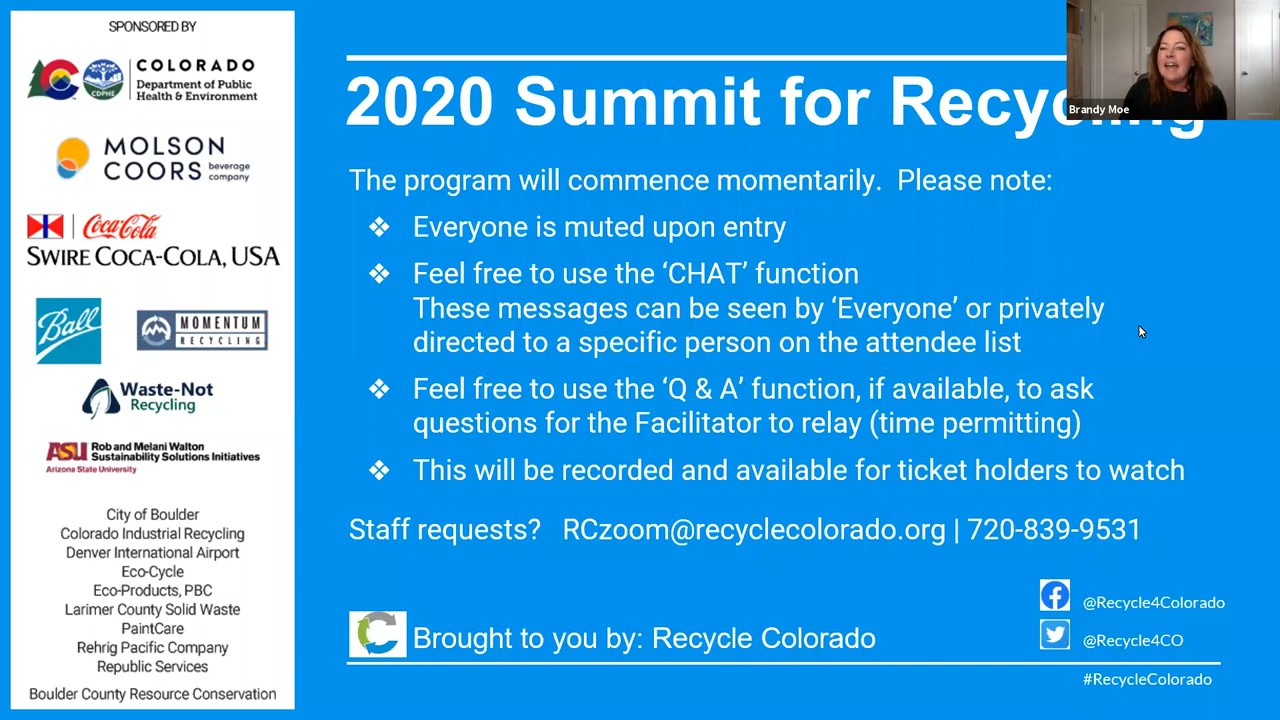 SPONSORED BY
COLORADO
Department of Public
Health & Environment
CDPHE
MOLSON
COORS beverage
company
Coca-Cola
SWIRE COCA-COLA, USA
Ball
MOMENTUM
RECYCLING
Waste-Not
Recycling
ASU Rob and Melani Walton
Sustainability Solutions Initiatives
Arizona State University
City of Boulder
Colorado Industrial Recycling
Denver International Airport
Eco-Cycle
Eco-Products, PBC
Larimer County Solid Waste
PaintCare
Rehrig Pacific Company
Republic Services
Boulder County Resource Conservation
Brandy Moe
2020 Summit for Recycling
The program will commence momentarily. Please note:
❖ Everyone is muted upon entry
❖ Feel free to use the ‘CHAT’ function
These messages can be seen by ‘Everyone’ or privately
directed to a specific person on the attendee list
❖ Feel free to use the ‘Q & A’ function, if available, to ask
questions for the Facilitator to relay (time permitting)
❖ This will be recorded and available for ticket holders to watch
Staff requests? RCzoom@recyclecolorado.org | 720-839-9531
Brought to you by: Recycle Colorado
@Recycle4Colorado
@Recycle4CO
#RecycleColorado